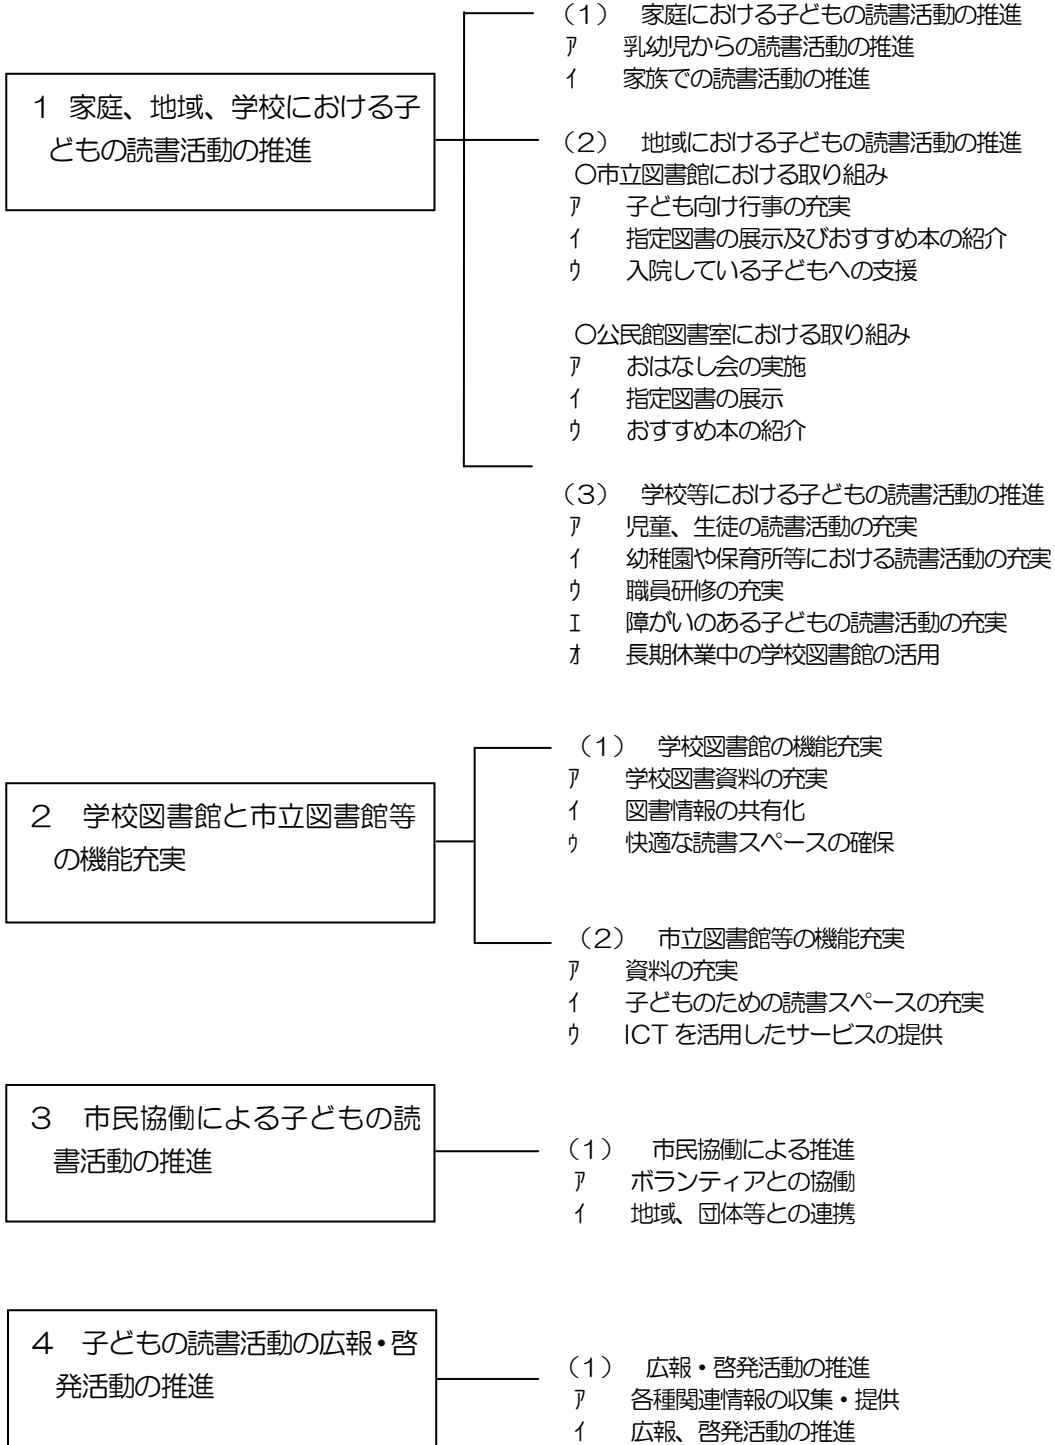 1 家庭、地域、学校における子
どもの読書活動の推進
（1）　家庭における子どもの読書活動の推進
ｱ　乳幼児からの読書活動の推進
ｲ　家族での読書活動の推進
（2）　地域における子どもの読書活動の推進
○市立図書館における取り組み
ｱ　子ども向け行事の充実
ｲ　指定図書の展示及びおすすめ本の紹介
ｳ　入院している子どもへの支援
○公民館図書室における取り組み
ｱ　おはなし会の実施
ｲ　指定図書の展示
ｳ　おすすめ本の紹介
（3）　学校等における子どもの読書活動の推進
ｱ　児童、生徒の読書活動の充実
ｲ　幼稚園や保育所等における読書活動の充実
ｳ　職員研修の充実
ｴ　障がいのある子どもの読書活動の充実
ｵ　長期休業中の学校図書館の活用
2　学校図書館と市立図書館等
の機能充実
（1）　学校図書館の機能充実
ｱ　学校図書資料の充実
ｲ　図書情報の共有化
ｩ　快適な読書スペースの確保
（2）　市立図書館等の機能充実
ｱ　資料の充実
ｲ　子どものための読書スペースの充実
ｳ　ICT を活用したサービスの提供
3　市民協働による子どもの読
書活動の推進
（1）　市民協働による推進
ｱ　ボランティアとの協働
ｲ　地域、団体等との連携
4　子どもの読書活動の広報・啓
発活動の推進
（1）　広報・啓発活動の推進
ｱ　各種関連情報の収集・提供
ｲ　広報、啓発活動の推進